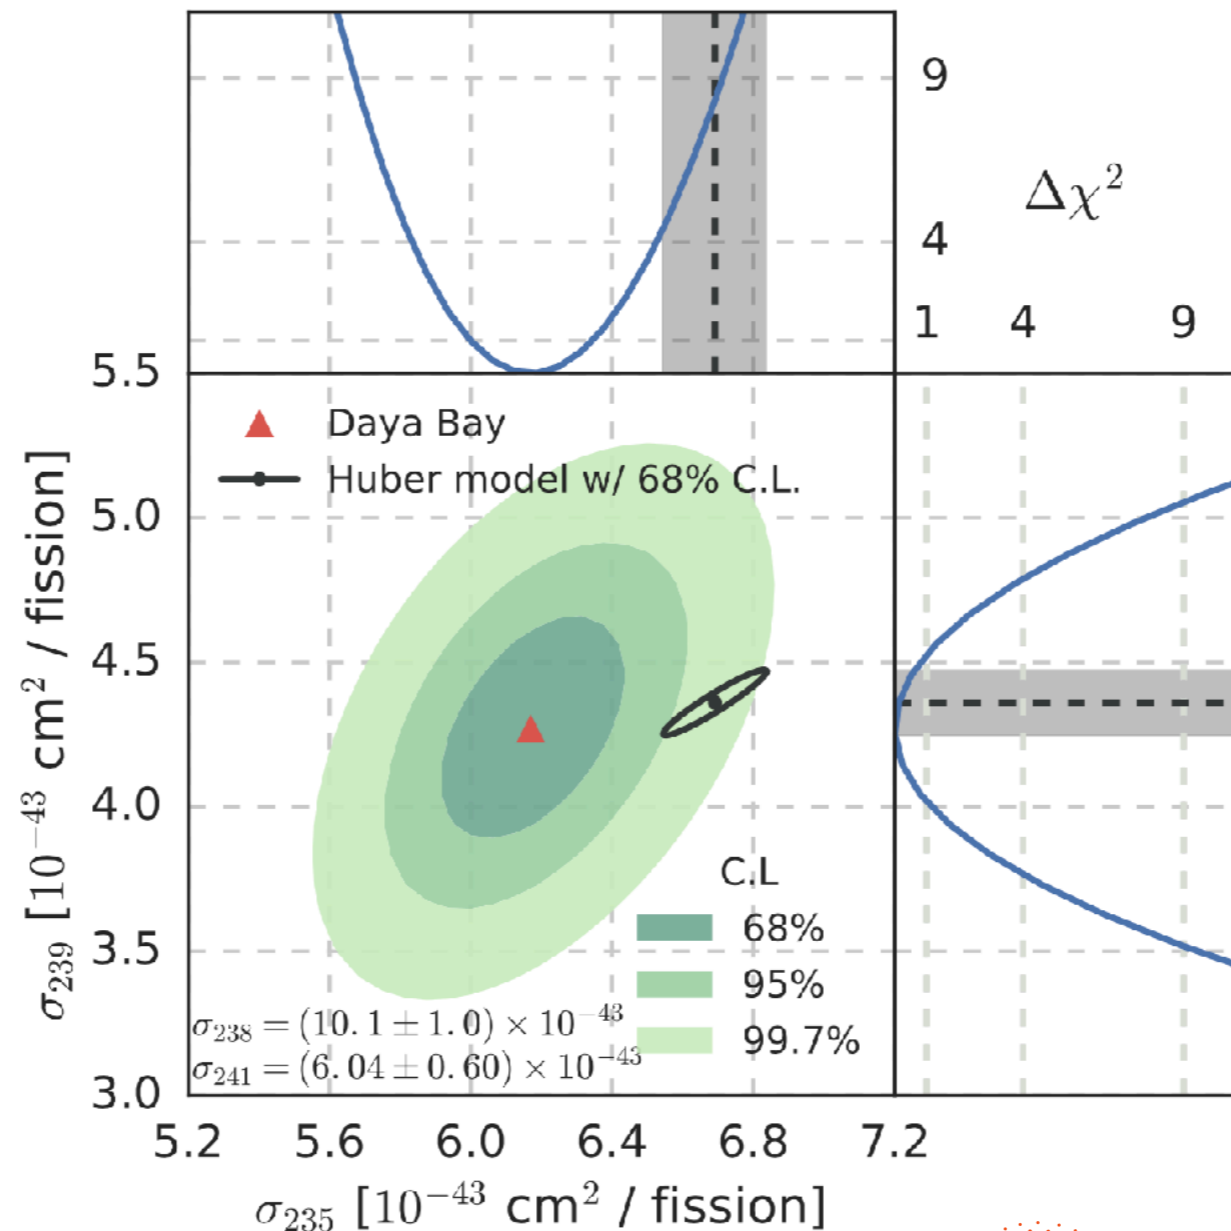 9
Δχ²
4
1 4 9
5.5
Daya Bay
Huber model w/ 68% C.L.
5.0
4.5
4.0
3.5
3.0
σ₂₃₉ [10⁻⁴³ cm² / fission]
C.L
68%
95%
99.7%
σ₂₃₈ = (10.1 ± 1.0) × 10⁻⁴³
σ₂₄₁ = (6.04 ± 0.60) × 10⁻⁴³
5.2 5.6 6.0 6.4 6.8 7.2
σ₂₃₅ [10⁻⁴³ cm² / fission]